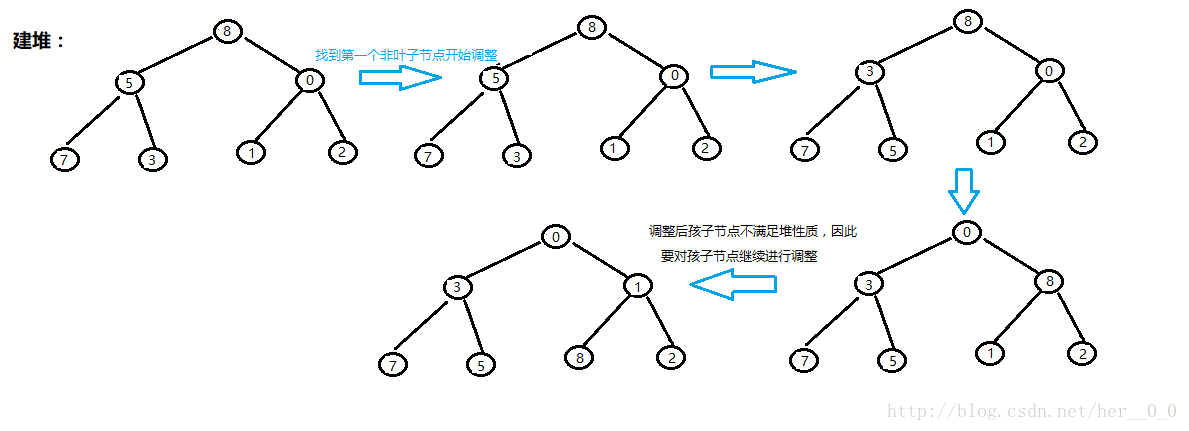 建堆：
找到第一个非叶子节点开始调整
8
5 0
7 3 1 2
8
5 0
7 3 1 2
8
3 0
7 5 1 2
调整后孩子节点不满足堆性质，因此
要对孩子节点继续进行调整
0
3 8
7 5 1 2
0
3 1
7 5 8 2
http://blog.csdn.net/her__0_0